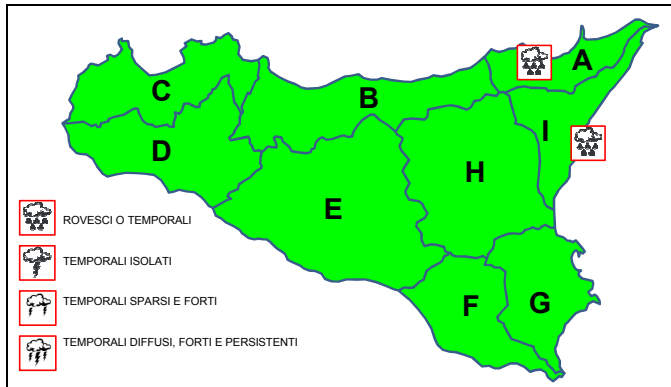 A
C
B
I
D
H
E
ROVESCI O TEMPORALI
TEMPORALI ISOLATI
TEMPORALI SPARSI E FORTI
F
G
TEMPORALI DIFFUSI, FORTI E PERSISTENTI